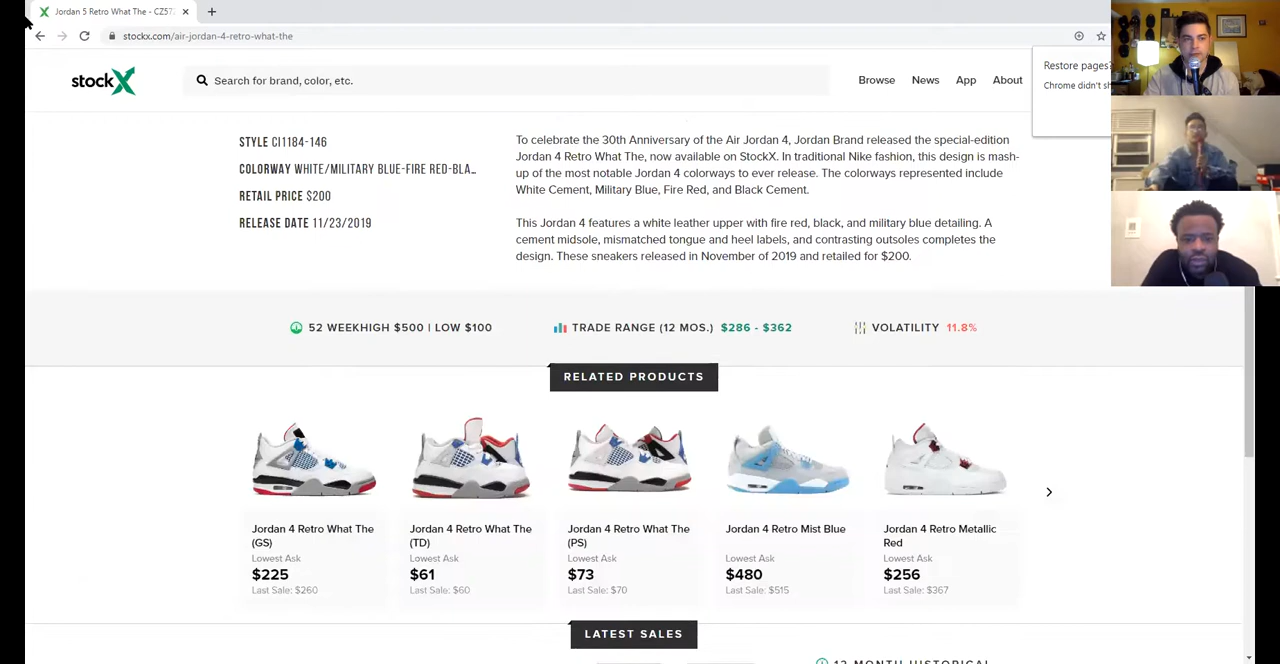 Jordan 5 Retro What The - CZ57
stockx.com/air-jordan-4-retro-what-the
Restore pages?
Chrome didn't sh
stockX
Search for brand, color, etc.
Browse News App About
STYLE CI1184-146
COLORWAY WHITE/MILITARY BLUE-FIRE RED-BLA...
RETAIL PRICE $200
RELEASE DATE 11/23/2019
To celebrate the 30th Anniversary of the Air Jordan 4, Jordan Brand released the special-edition
Jordan 4 Retro What The, now available on StockX. In traditional Nike fashion, this design is mash-
up of the most notable Jordan 4 colorways to ever release. The colorways represented include
White Cement, Military Blue, Fire Red, and Black Cement.
This Jordan 4 features a white leather upper with fire red, black, and military blue detailing. A
cement midsole, mismatched tongue and heel labels, and contrasting outsoles completes the
design. These sneakers released in November of 2019 and retailed for $200.
52 WEEKHIGH $500 | LOW $100
TRADE RANGE (12 MOS.) $286 - $362
VOLATILITY 11.8%
RELATED PRODUCTS
Jordan 4 Retro What The
(GS)
Lowest Ask
$225
Last Sale: $260
Jordan 4 Retro What The
(TD)
Lowest Ask
$61
Last Sale: $60
Jordan 4 Retro What The
(PS)
Lowest Ask
$73
Last Sale: $70
Jordan 4 Retro Mist Blue
Lowest Ask
$480
Last Sale: $515
Jordan 4 Retro Metallic
Red
Lowest Ask
$256
Last Sale: $367
LATEST SALES
12 MONTH HISTORICAL